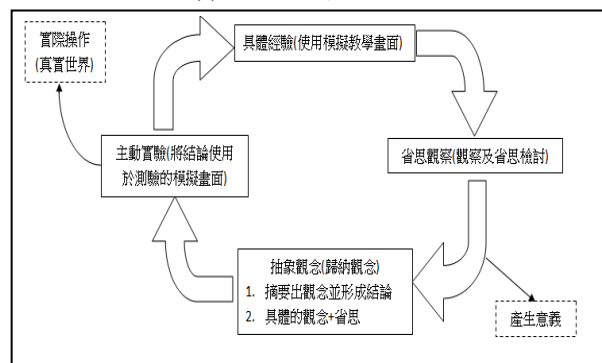 實際操作
(真實世界)
具體經驗(使用模擬教學畫面)
主動實驗(將結論使用
於測驗的模擬畫面)
省思觀察(觀察及省思檢討)
抽象觀念(歸納觀念)
1. 摘要出觀念並形成結論
2. 具體的觀念+省思
產生意義